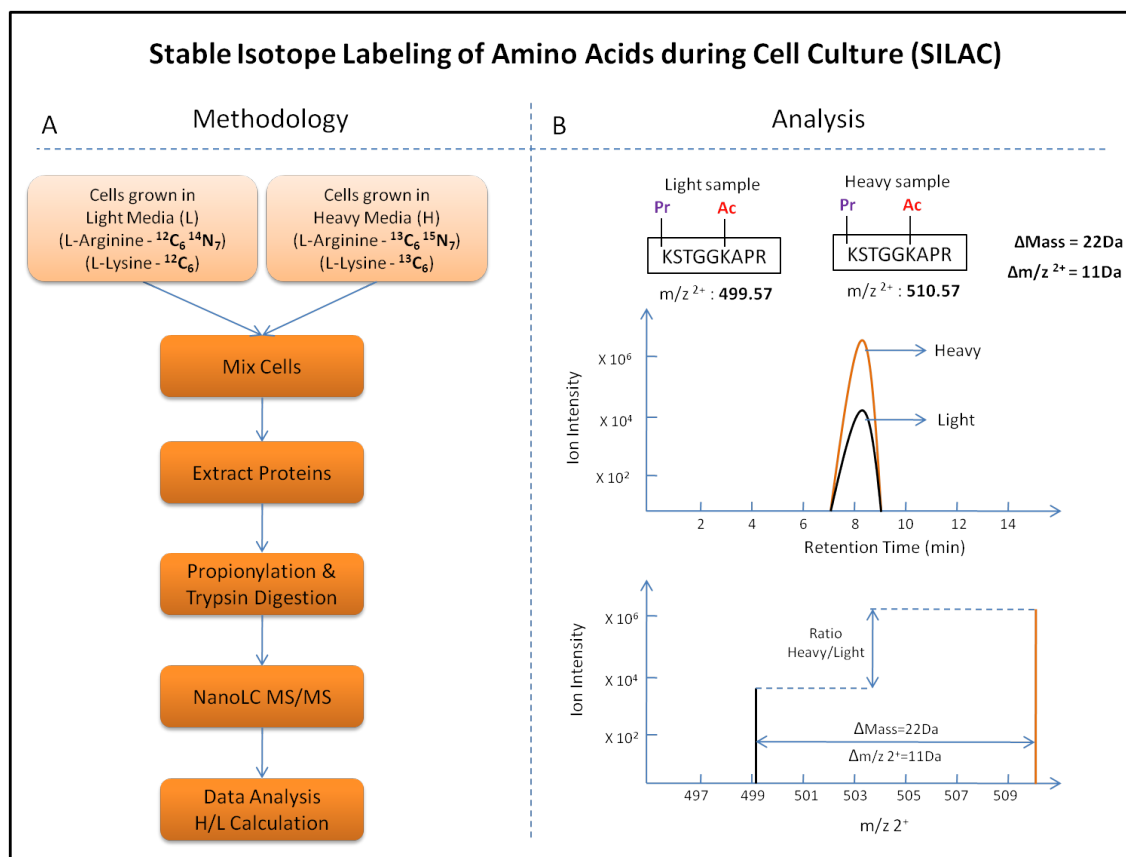 Stable Isotope Labeling of Amino Acids during Cell Culture (SILAC)
A
Methodology
Cells grown in
Light Media (L)
(L-Arginine - ¹²C₆ ¹⁴N₇)
(L-Lysine - ¹²C₆)
Cells grown in
Heavy Media (H)
(L-Arginine - ¹³C₆ ¹⁵N₇)
(L-Lysine - ¹³C₆)
Mix Cells
Extract Proteins
Propionylation &
Trypsin Digestion
NanoLC MS/MS
Data Analysis
H/L Calculation
B
Analysis
Light sample
Pr
Ac
KSTGGKAPR
m/z ²⁺ : 499.57
Heavy sample
Pr
Ac
KSTGGKAPR
m/z ²⁺ : 510.57
ΔMass = 22Da
Δm/z ²⁺ = 11Da
Ion Intensity
X 10⁶
X 10⁴
X 10²
Heavy
Light
2 4 6 8 10 12 14
Retention Time (min)
Ion Intensity
X 10⁶
X 10⁴
X 10²
Ratio
Heavy/Light
ΔMass=22Da
Δm/z 2⁺=11Da
497 499 501 503 505 507 509
m/z 2⁺